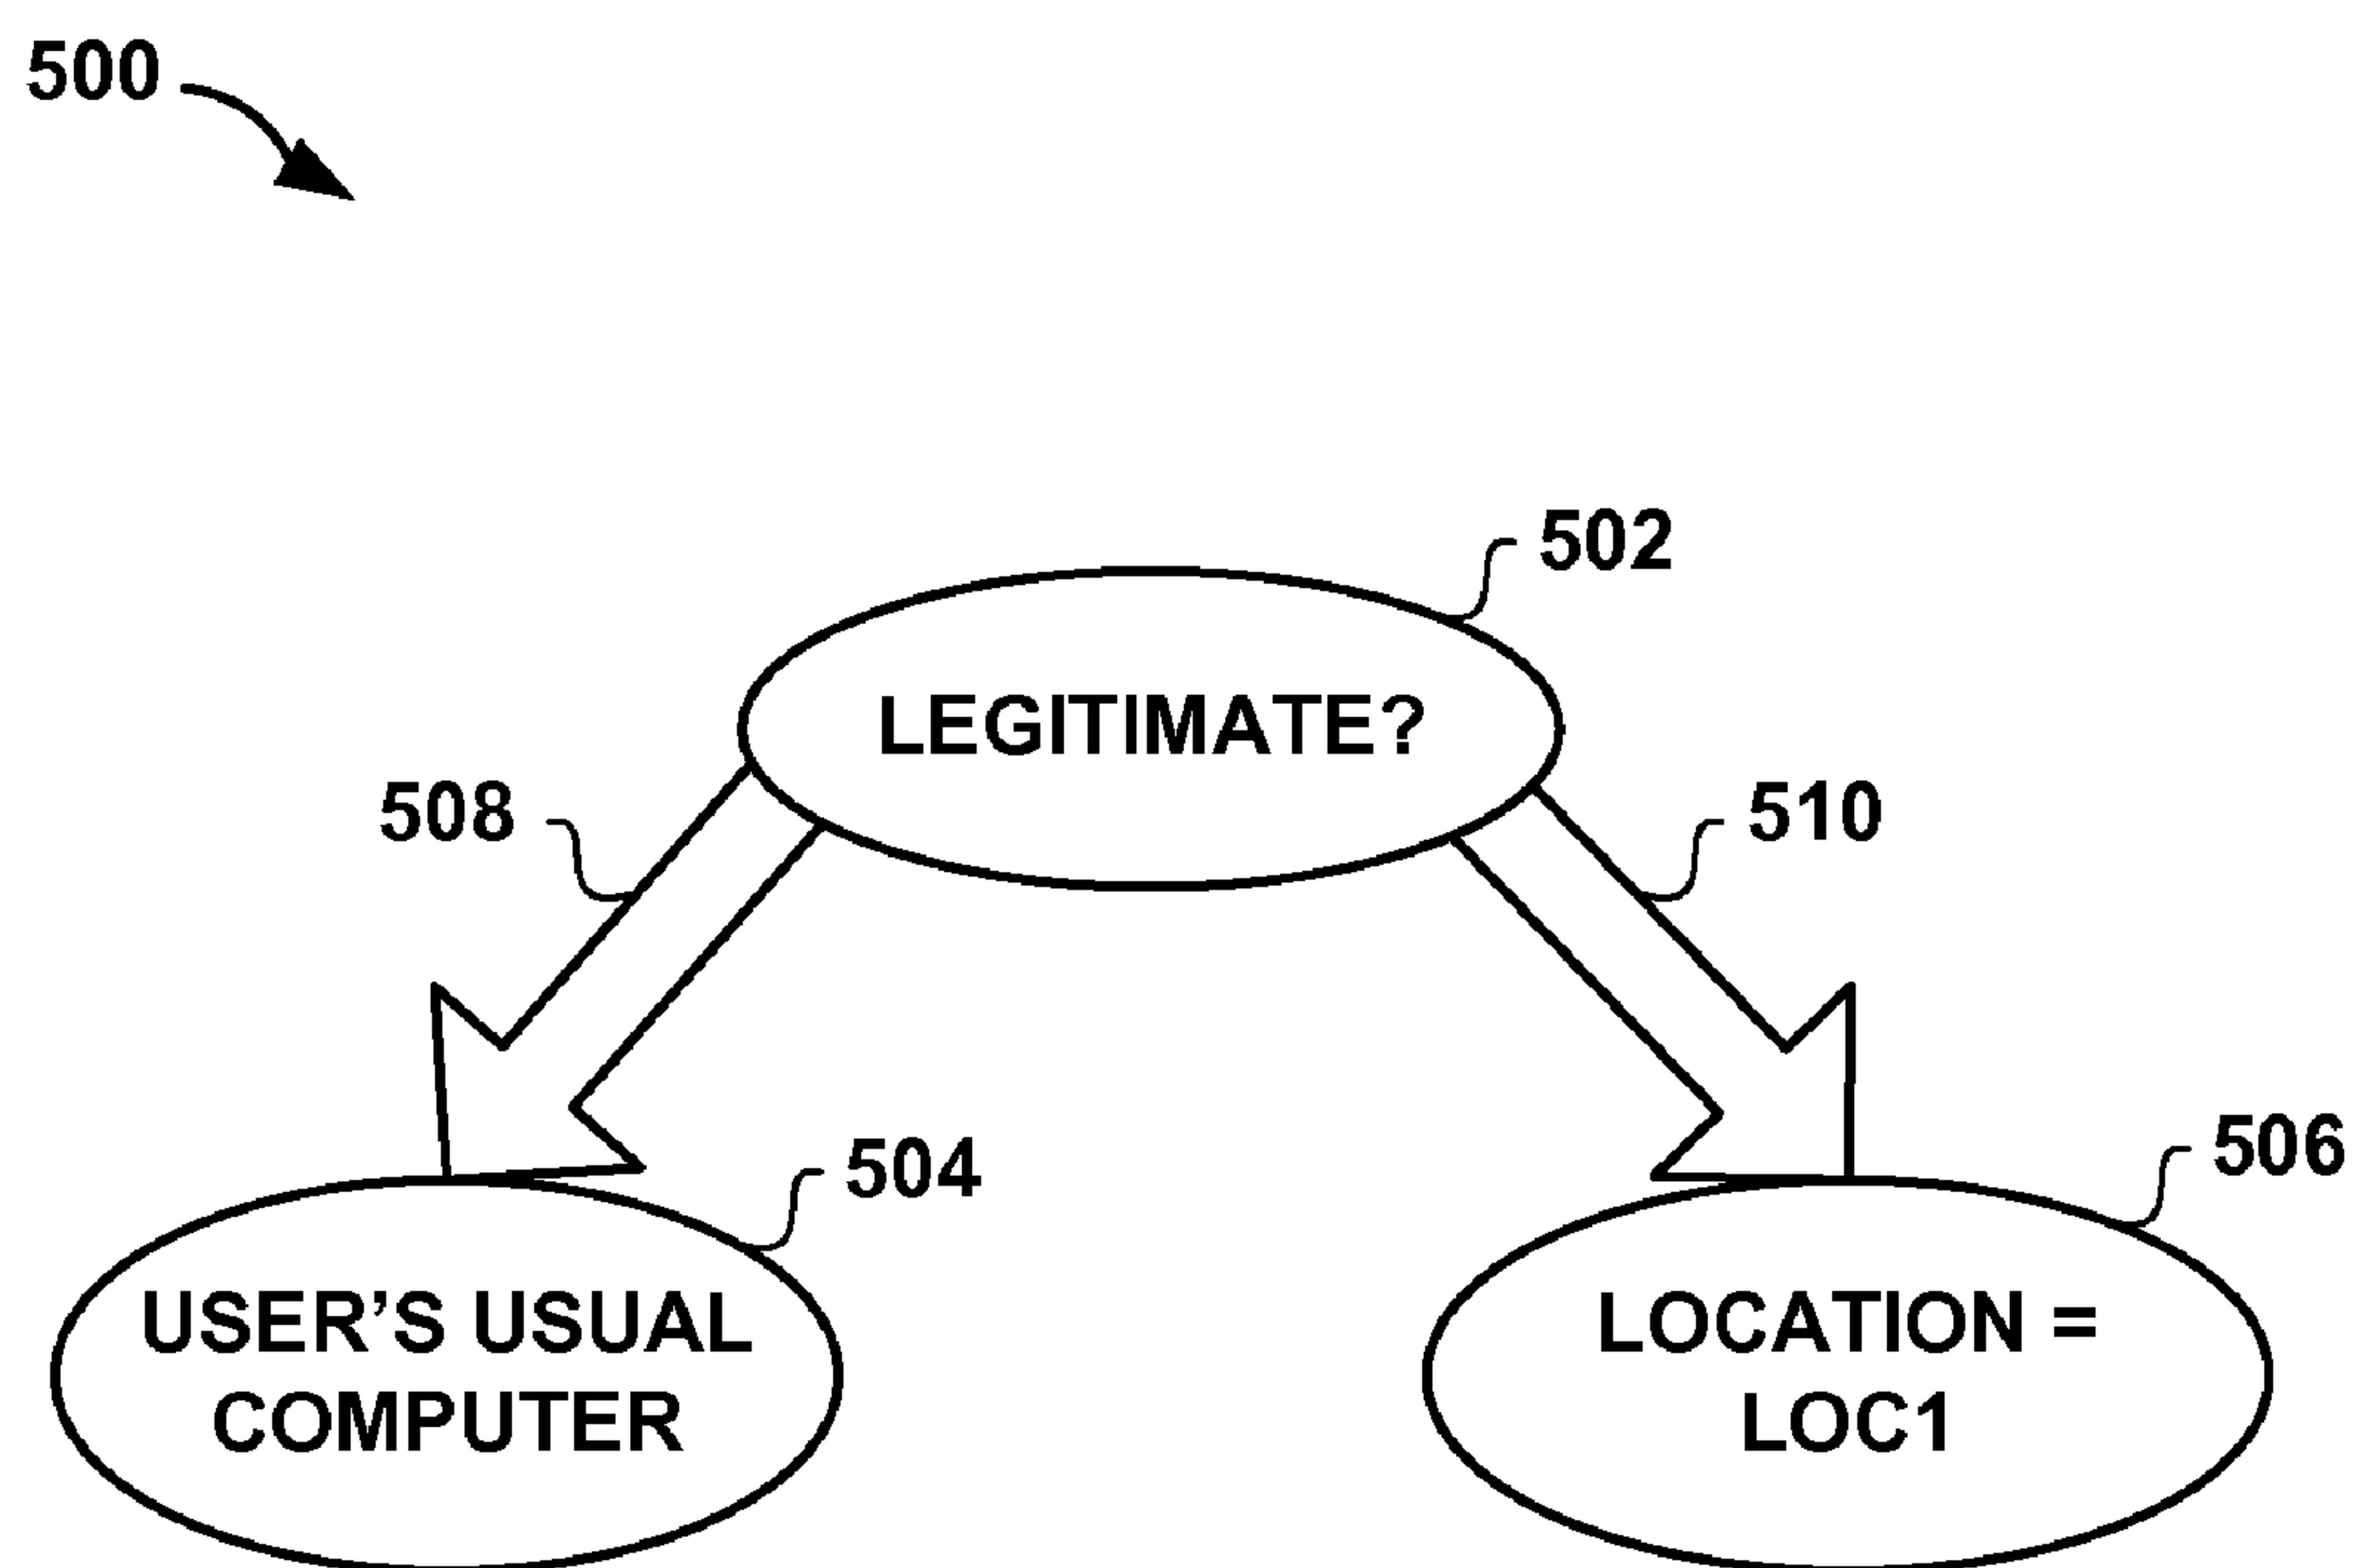 500
502
LEGITIMATE?
508
510
504
506
USER'S USUAL
COMPUTER
LOCATION =
LOC1